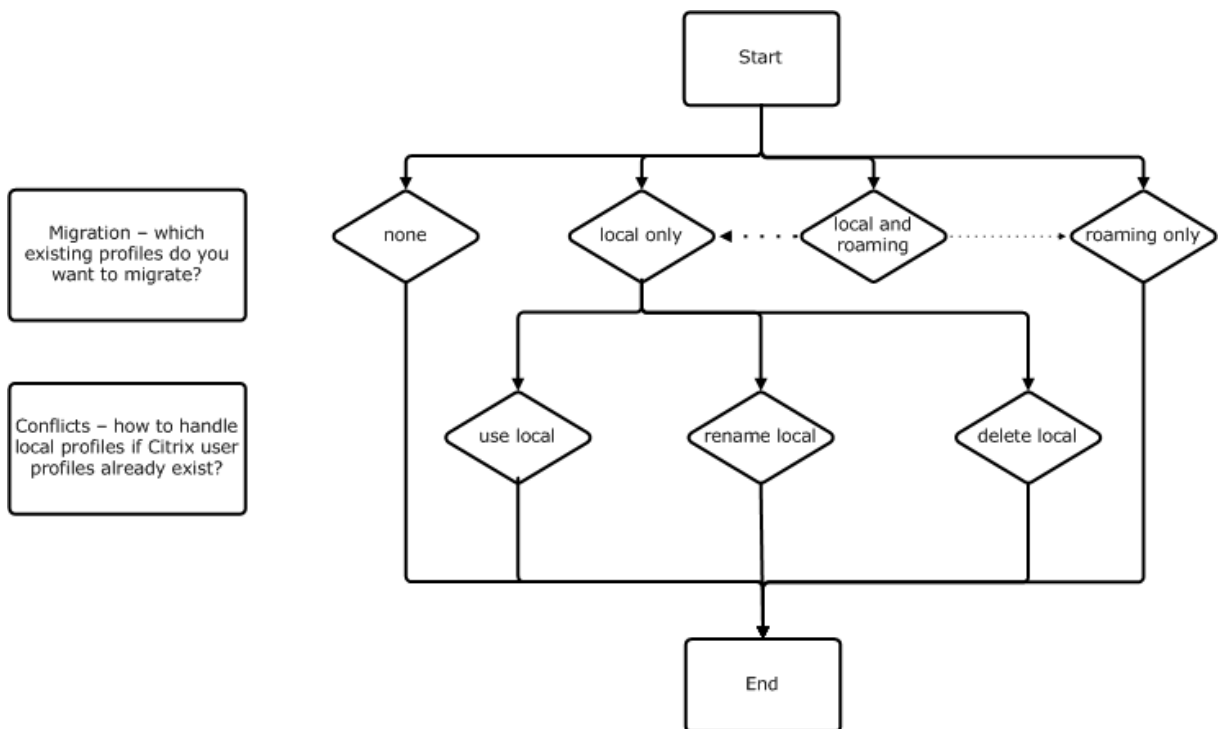 Start
Migration – which
existing profiles do you
want to migrate?
none
local only
local and
roaming
roaming only
Conflicts – how to handle
local profiles if Citrix user
profiles already exist?
use local
rename local
delete local
End